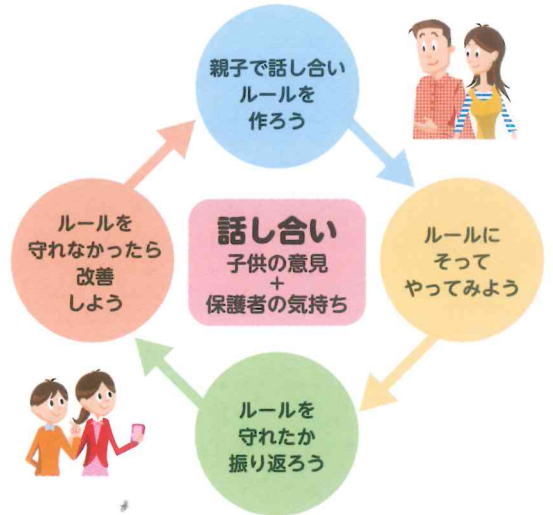 親子で話し合い
ルールを
作ろう
ルールに
そって
やってみよう
ルールを
守れたか
振り返ろう
ルールを
守れなかったら
改善
しよう
話し合い
子供の意見
+
保護者の気持ち